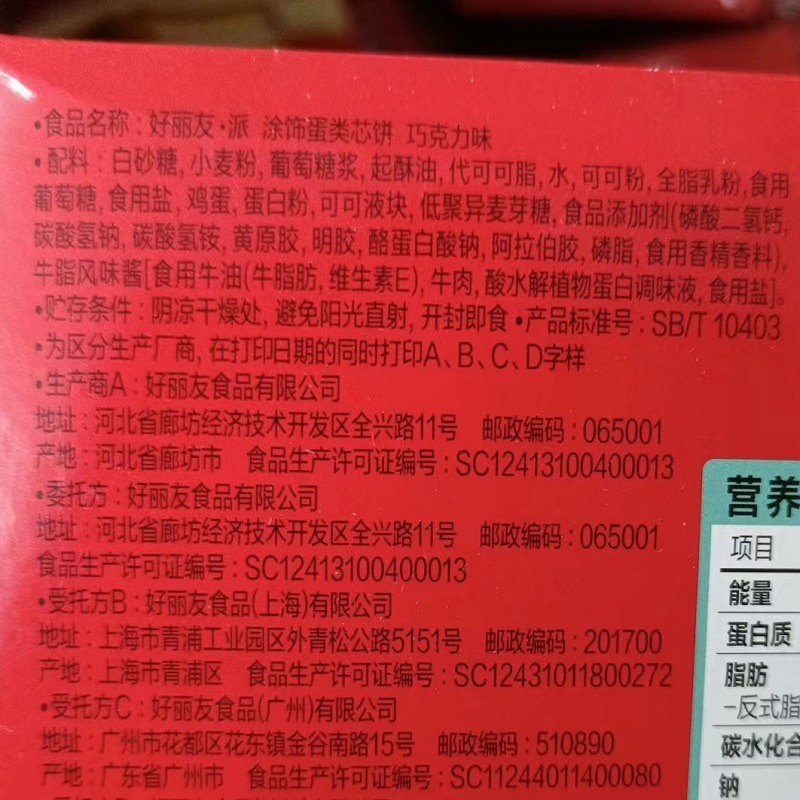 •食品名称：好丽友·派 涂饰蛋类芯饼 巧克力味
•配料：白砂糖, 小麦粉, 葡萄糖浆, 起酥油, 代可可脂, 水, 可可粉, 全脂乳粉, 食用
葡萄糖, 食用盐, 鸡蛋, 蛋白粉, 可可液块, 低聚异麦芽糖, 食品添加剂(磷酸二氢钙,
碳酸氢钠, 碳酸氢铵, 黄原胶, 明胶, 酪蛋白酸钠, 阿拉伯胶, 磷脂, 食用香精香料),
牛脂风味酱[食用牛油(牛脂肪, 维生素E), 牛肉, 酸水解植物蛋白调味液, 食用盐]。
•贮存条件：阴凉干燥处, 避免阳光直射, 开封即食 •产品标准号：SB/T 10403
•为区分生产厂商, 在打印日期的同时打印A、B、C、D字样
•生产商A：好丽友食品有限公司
地址：河北省廊坊经济技术开发区全兴路11号 邮政编码：065001
产地：河北省廊坊市 食品生产许可证编号：SC12413100400013
•委托方：好丽友食品有限公司
地址：河北省廊坊经济技术开发区全兴路11号 邮政编码：065001
食品生产许可证编号：SC12413100400013
•受托方B：好丽友食品(上海)有限公司
地址：上海市青浦工业园区外青松公路5151号 邮政编码：201700
产地：上海市青浦区 食品生产许可证编号：SC12431011800272
•受托方C：好丽友食品(广州)有限公司
地址：广州市花都区花东镇金谷南路15号 邮政编码：510890
产地：广东省广州市 食品生产许可证编号：SC11244011400080
营养
项目
能量
蛋白质
脂肪
–反式脂
碳水化合
钠